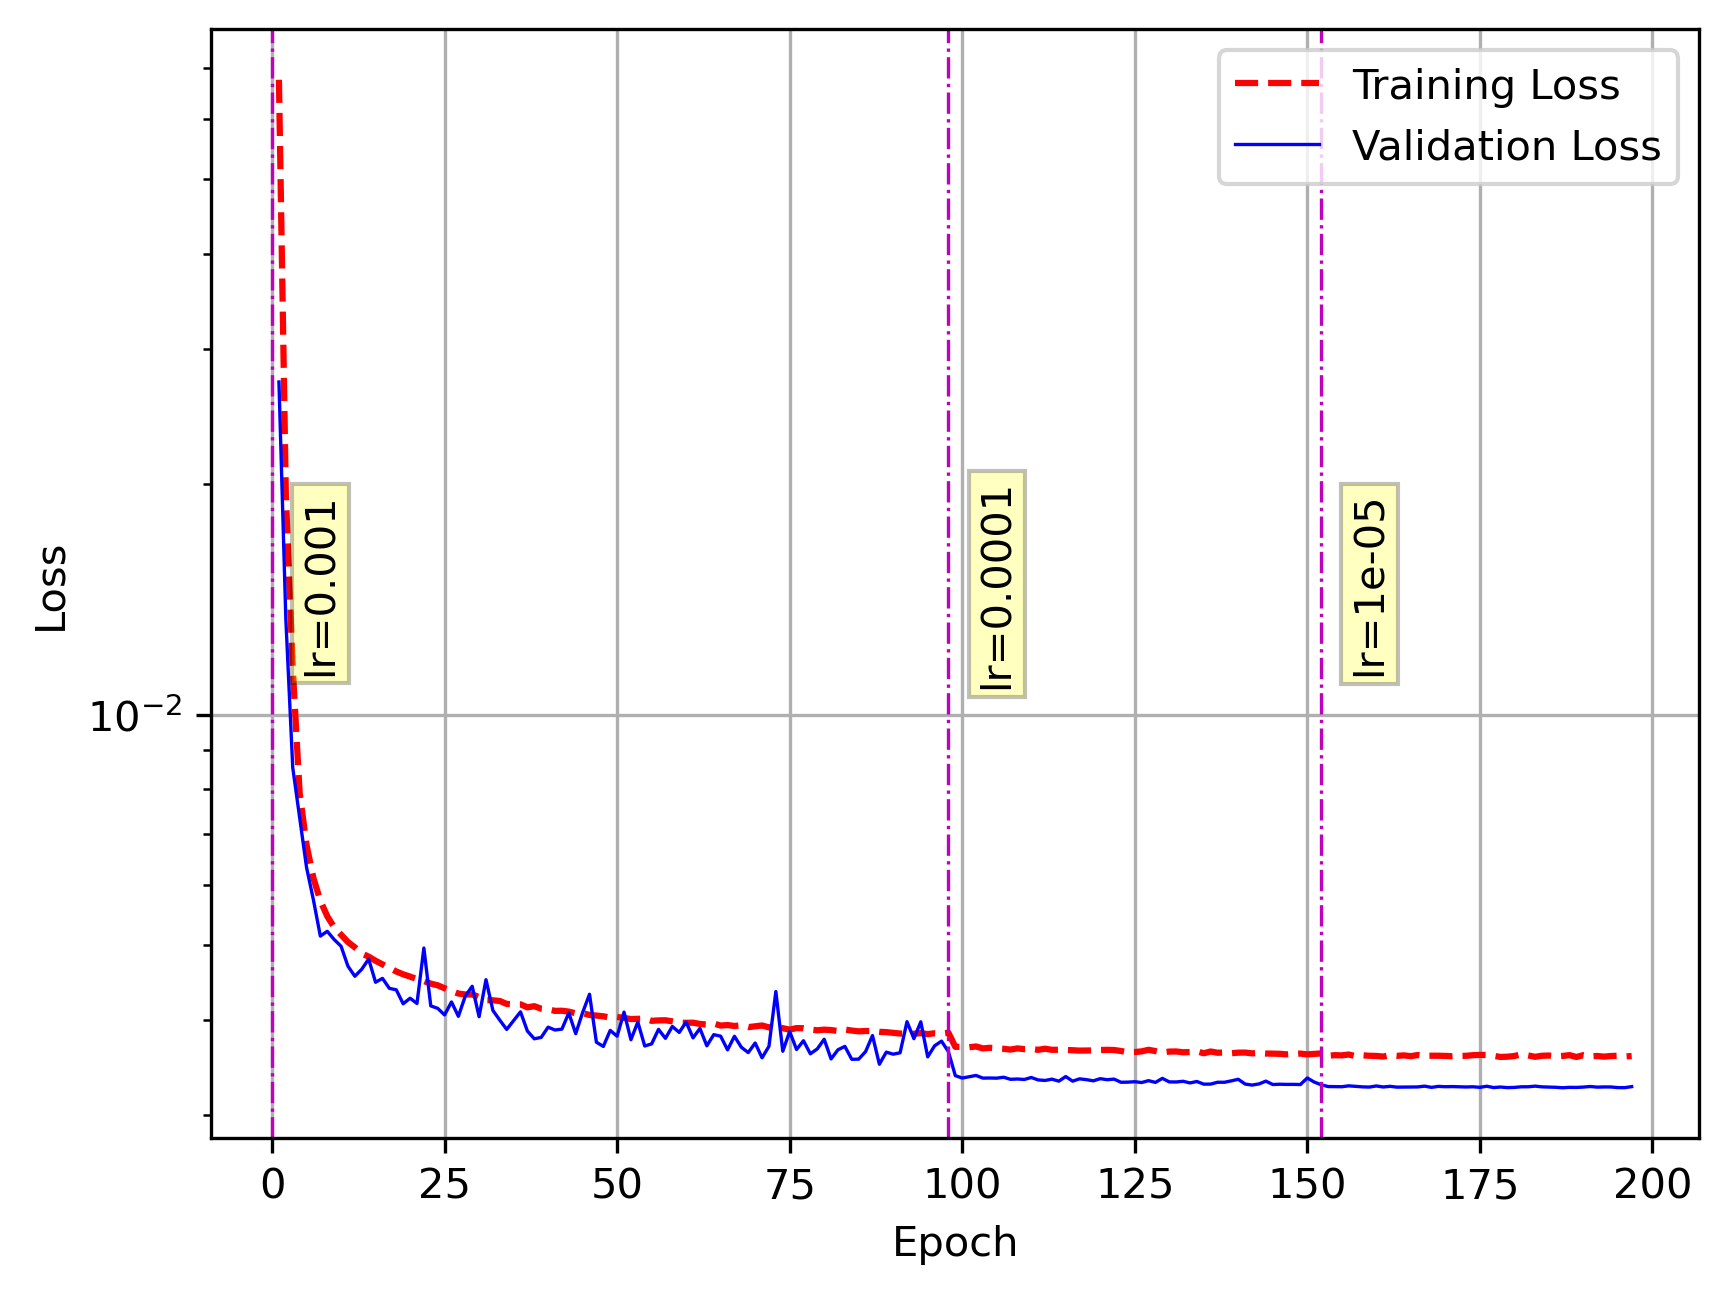 Training Loss
Validation Loss
lr=0.001
lr=0.0001
lr=1e-05
Loss
10⁻²
0 25 50 75 100 125 150 175 200
Epoch